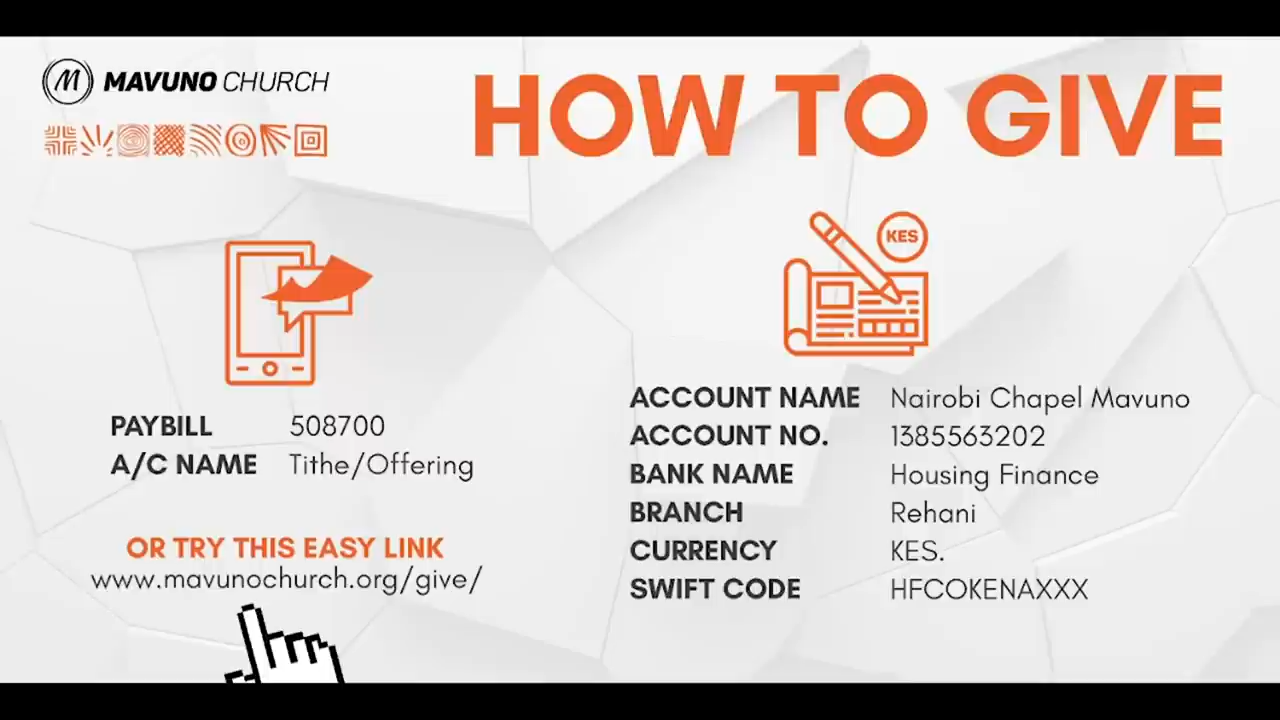 M MAVUNO CHURCH
HOW TO GIVE
KES
PAYBILL 508700
A/C NAME Tithe/Offering
OR TRY THIS EASY LINK
www.mavunochurch.org/give/
ACCOUNT NAME Nairobi Chapel Mavuno
ACCOUNT NO. 1385563202
BANK NAME Housing Finance
BRANCH Rehani
CURRENCY KES.
SWIFT CODE HFCOKENAXXX